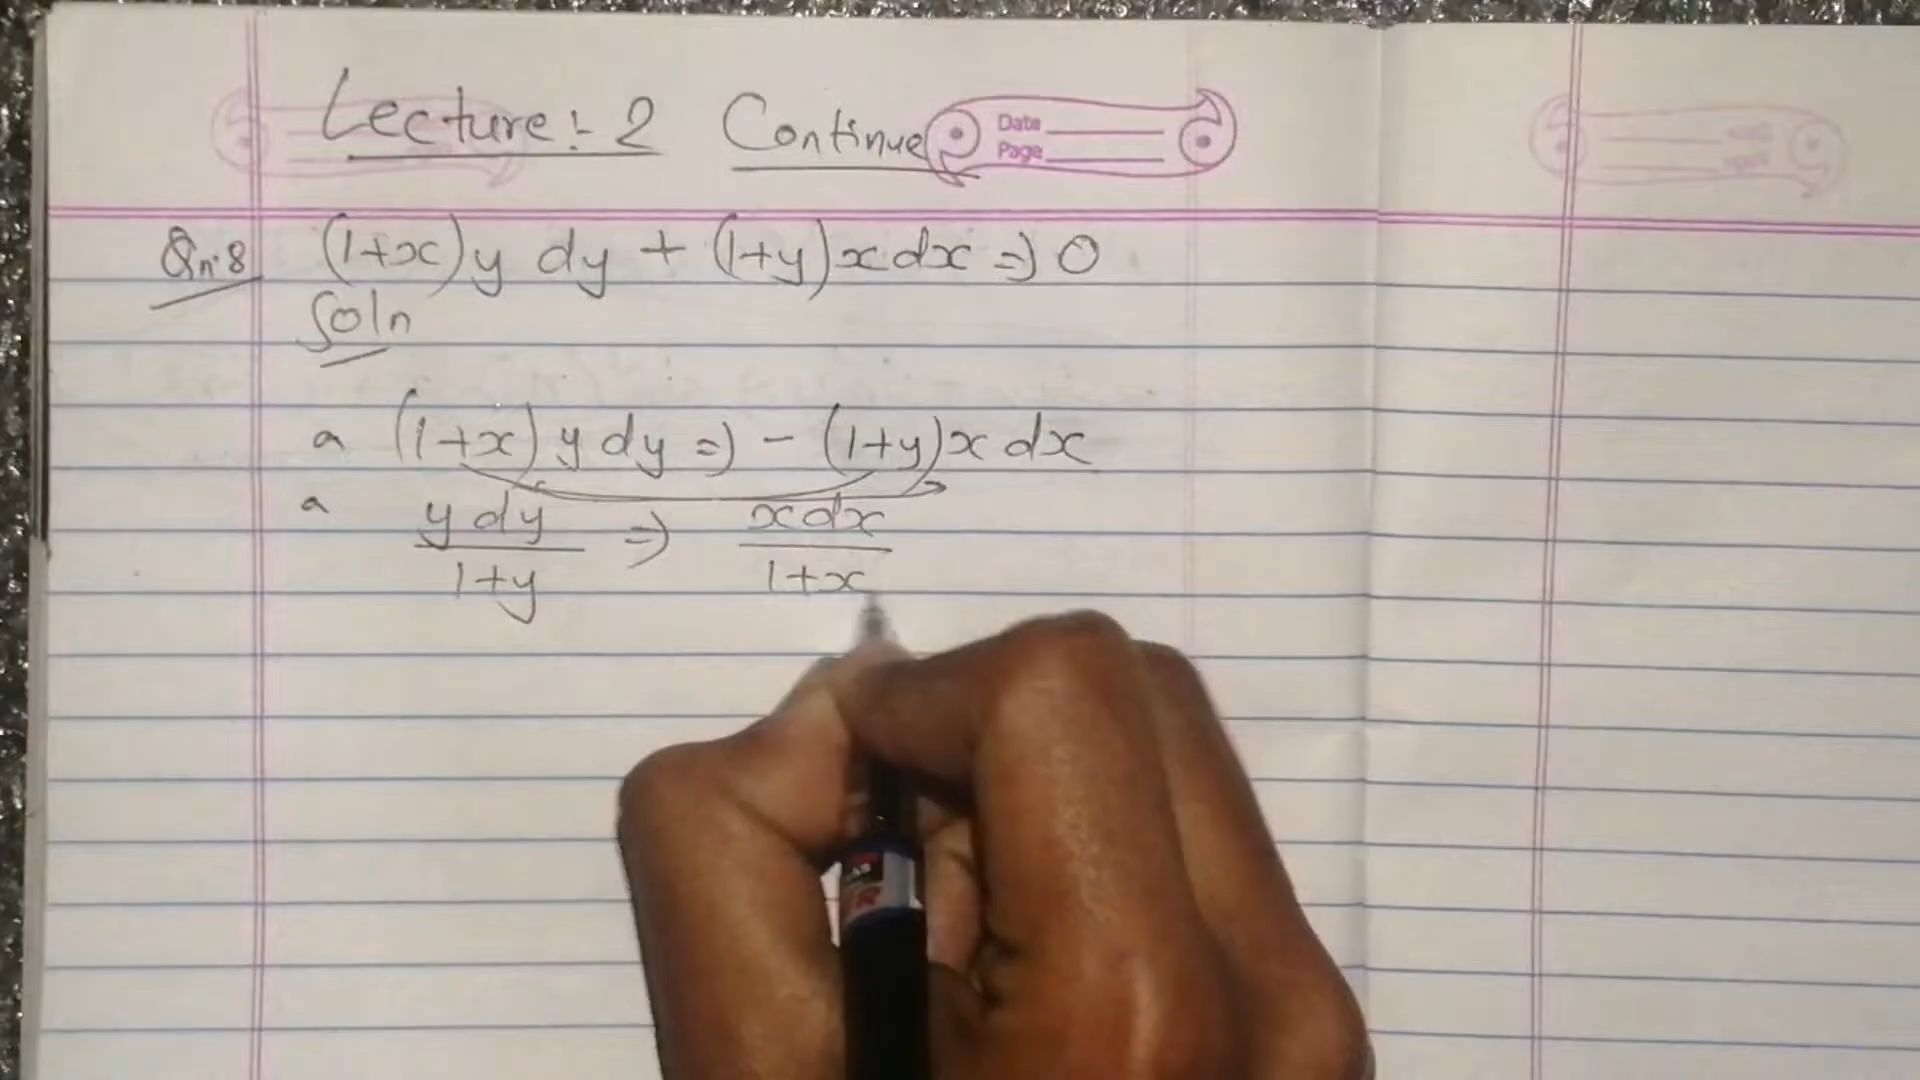 Lecture:- 2 Continue
Date
Page
Qn.8 (1+x)y dy + (1+y)x dx => 0
Soln
a (1+x) y dy => - (1+y)x dx
a y dy / 1+y => x dx / 1+x